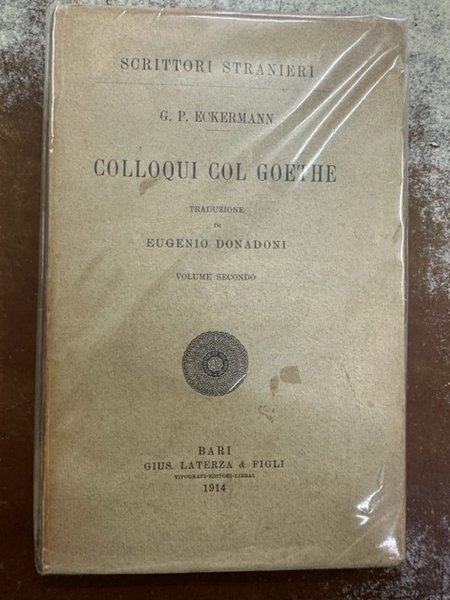 SCRITTORI STRANIERI
G. P. ECKERMANN
COLLOQUI COL GOETHE
TRADUZIONE
DI
EUGENIO DONADONI
VOLUME SECONDO
BARI
GIUS. LATERZA & FIGLI
TIPOGRAFI-EDITORI-LIBRAI
1914